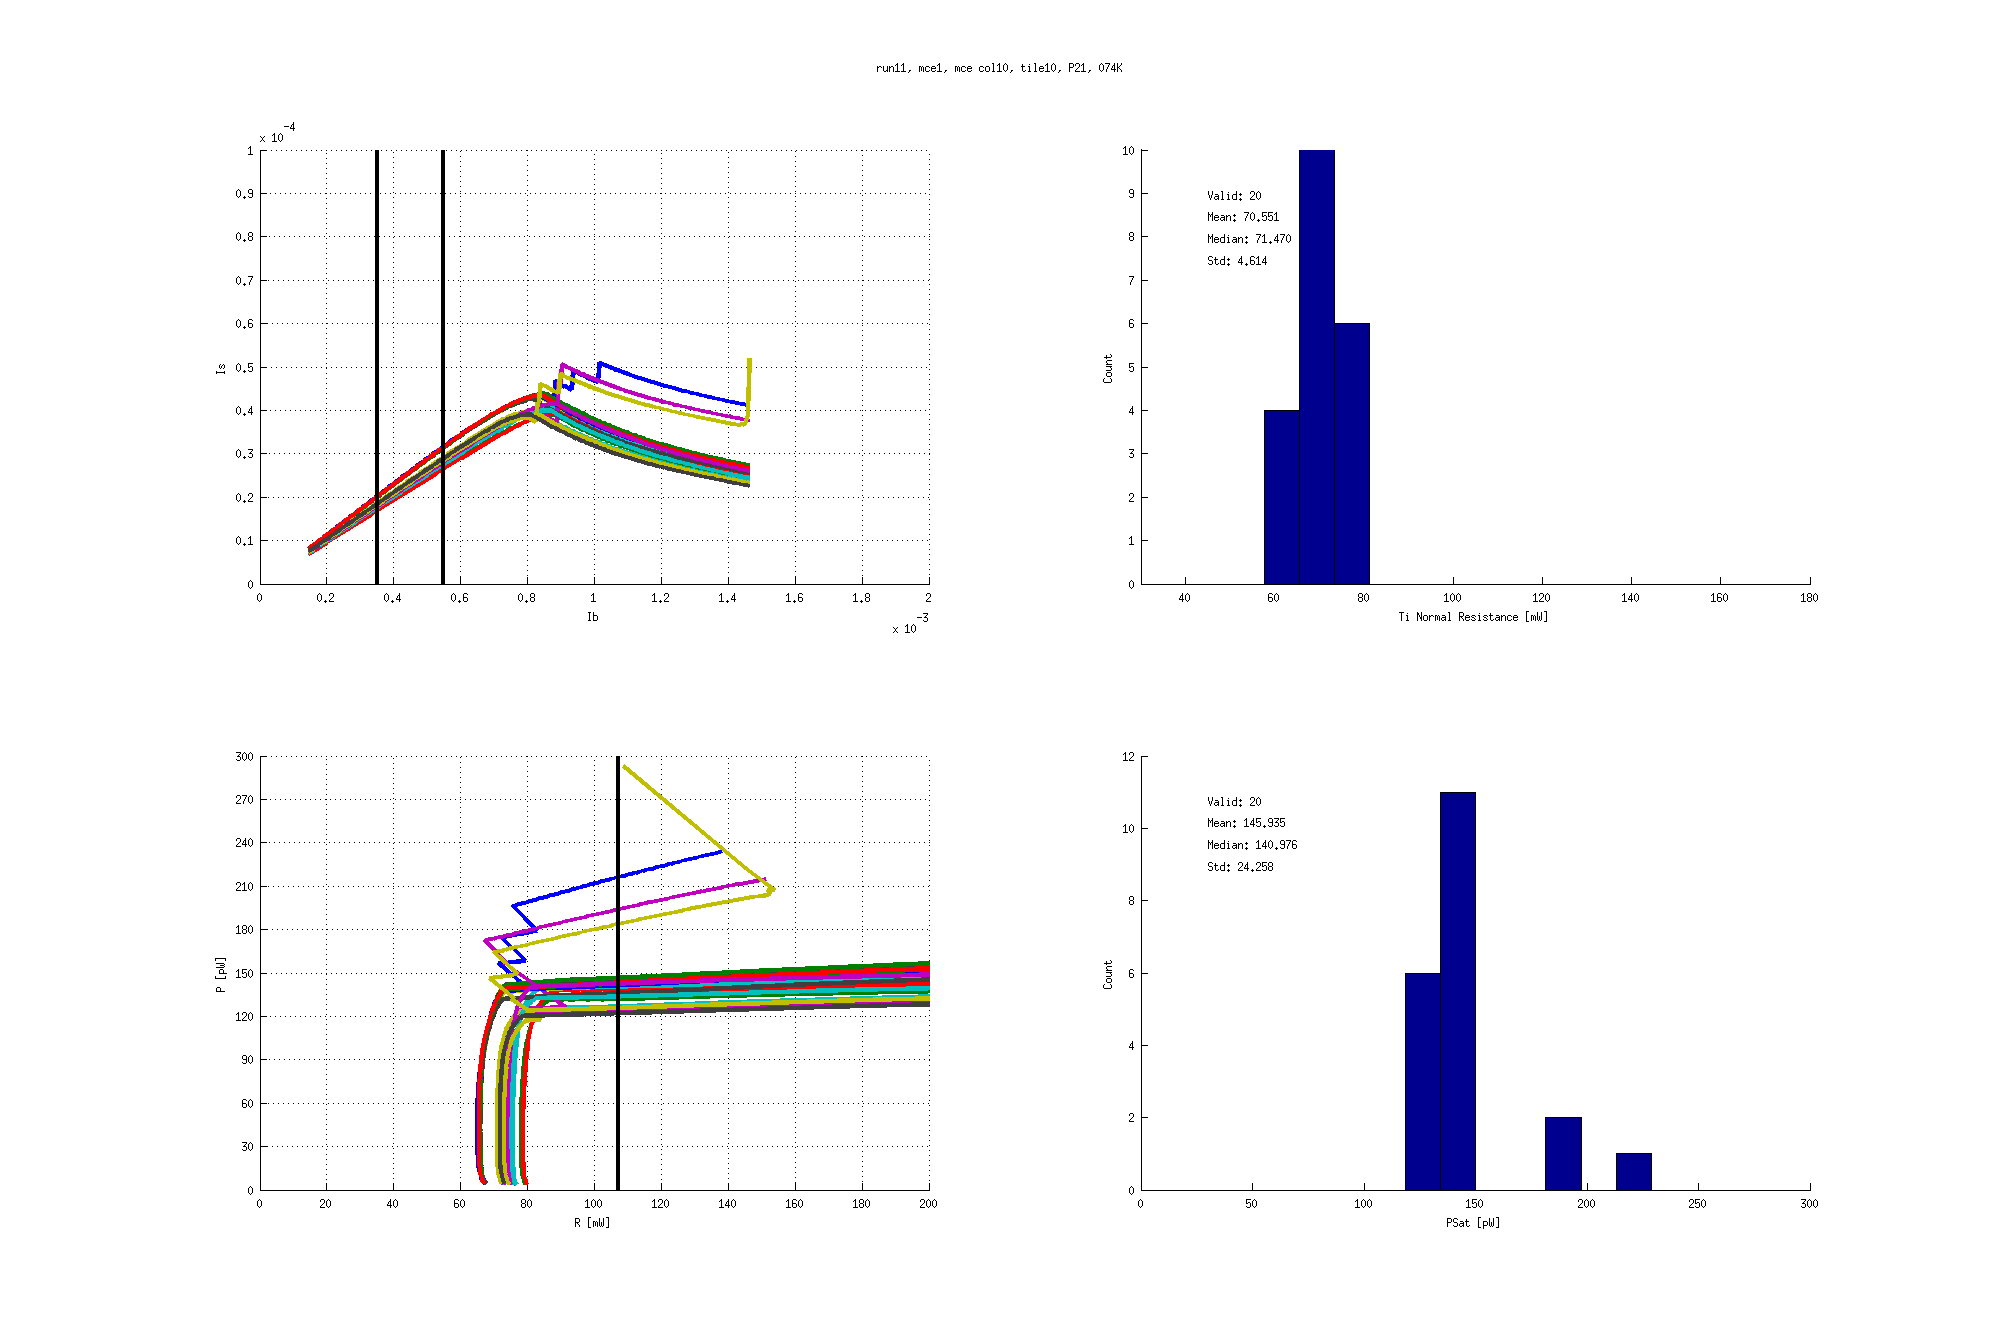 run11, mce1, mce col10, tile10, P21, 074K
x 10^-4
1
0.9
0.8
0.7
0.6
0.5
0.4
0.3
0.2
0.1
0
Is
0 0.2 0.4 0.6 0.8 1 1.2 1.4 1.6 1.8 2
Ib
x 10^-3
10
9
8
7
6
5
4
3
2
1
0
Count
Valid: 20
Mean: 70.551
Median: 71.470
Std: 4.614
40 60 80 100 120 140 160 180
Ti Normal Resistance [mW]
300
270
240
210
180
150
120
90
60
30
0
P [pW]
0 20 40 60 80 100 120 140 160 180 200
R [mW]
12
10
8
6
4
2
0
Count
Valid: 20
Mean: 145.935
Median: 140.976
Std: 24.258
0 50 100 150 200 250 300
PSat [pW]